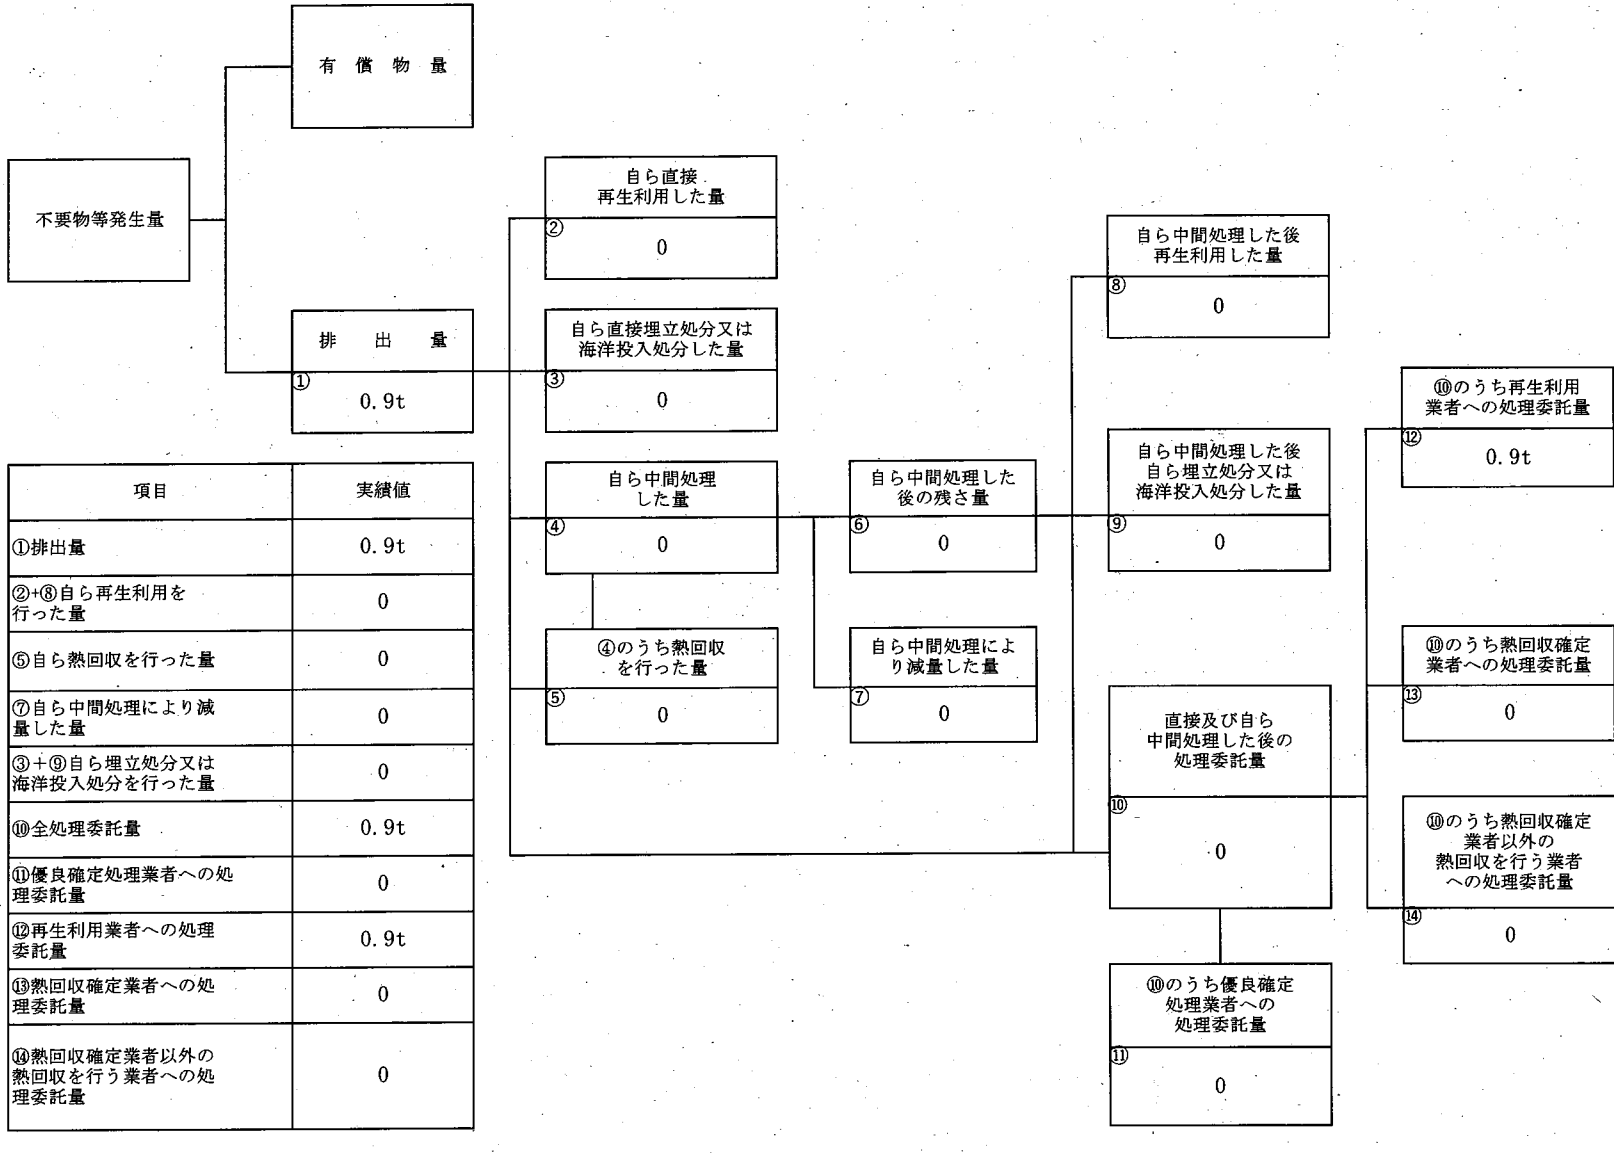 有償物量
不要物等発生量
排出量
①
0.9t
自ら直接
再生利用した量
②
0
自ら直接埋立処分又は
海洋投入処分した量
③
0
自ら中間処理
した量
④
0
④のうち熱回収
を行った量
⑤
0
自ら中間処理した
後の残さ量
⑥
0
自ら中間処理によ
り減量した量
⑦
0
自ら中間処理した後
再生利用した量
⑧
0
自ら中間処理した後
自ら埋立処分又は
海洋投入処分した量
⑨
0
直接及び自ら
中間処理した後の
処理委託量
⑩
0
⑩のうち優良確定
処理業者への
処理委託量
⑪
0
⑩のうち再生利用
業者への処理委託量
⑫
0.9t
⑩のうち熱回収確定
業者への処理委託量
⑬
0
⑩のうち熱回収確定
業者以外の
熱回収を行う業者
への処理委託量
⑭
0
項目 実績値
①排出量 0.9t
②+⑧自ら再生利用を
行った量 0
⑤自ら熱回収を行った量 0
⑦自ら中間処理により減
量した量 0
③+⑨自ら埋立処分又は
海洋投入処分を行った量 0
⑩全処理委託量 0.9t
⑪優良確定処理業者への処
理委託量 0
⑫再生利用業者への処理
委託量 0.9t
⑬熱回収確定業者への処
理委託量 0
⑭熱回収確定業者以外の
熱回収を行う業者への処
理委託量 0